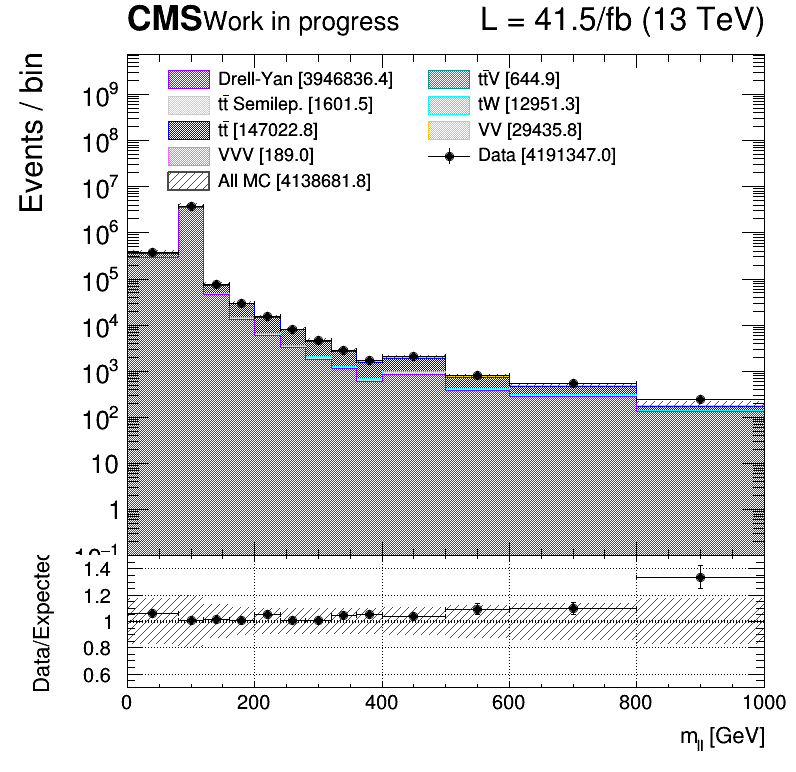 CMS Work in progress L = 41.5/fb (13 TeV)
Events / bin
Drell-Yan [3946836.4] tt̄V [644.9]
tt̄ Semilep. [1601.5] tW [12951.3]
tt̄ [147022.8] VV [29435.8]
VVV [189.0] Data [4191347.0]
All MC [4138681.8]
10⁹
10⁸
10⁷
10⁶
10⁵
10⁴
10³
10²
10
1
10⁻¹
Data/Expected
1.4
1.2
1
0.8
0.6
0 200 400 600 800 1000
m_ll [GeV]